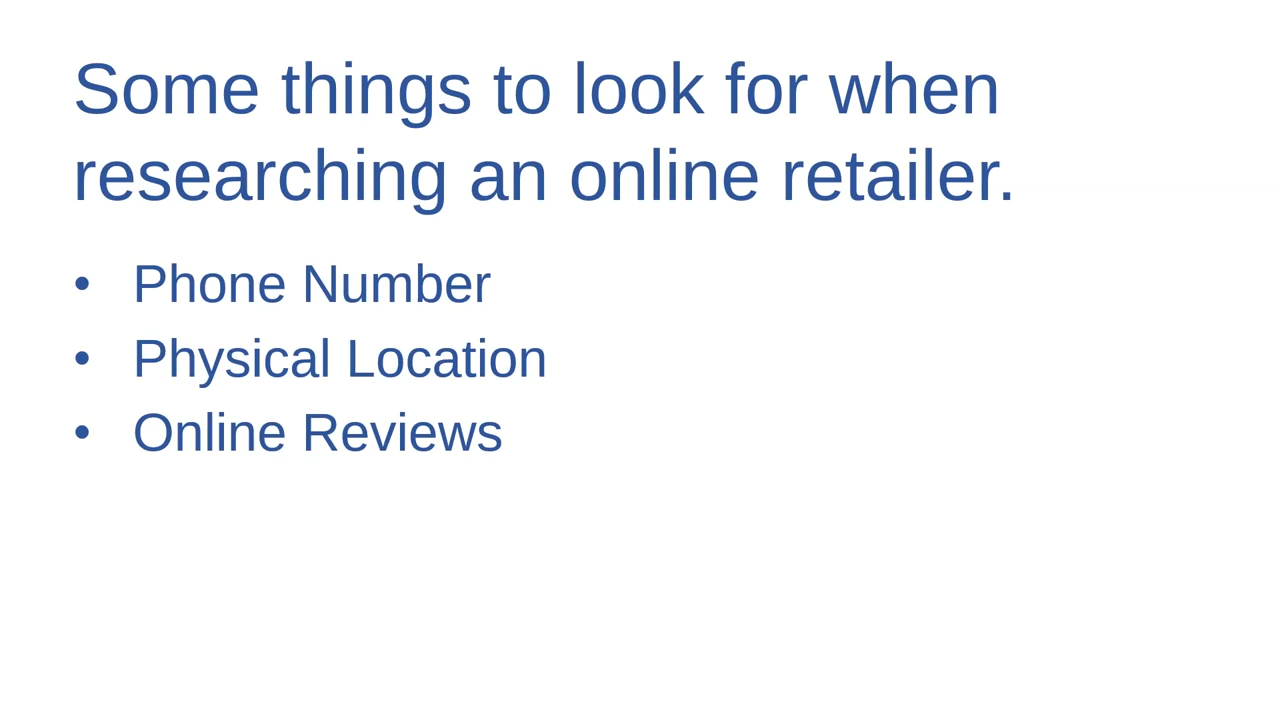 Some things to look for when
researching an online retailer.
• Phone Number
• Physical Location
• Online Reviews